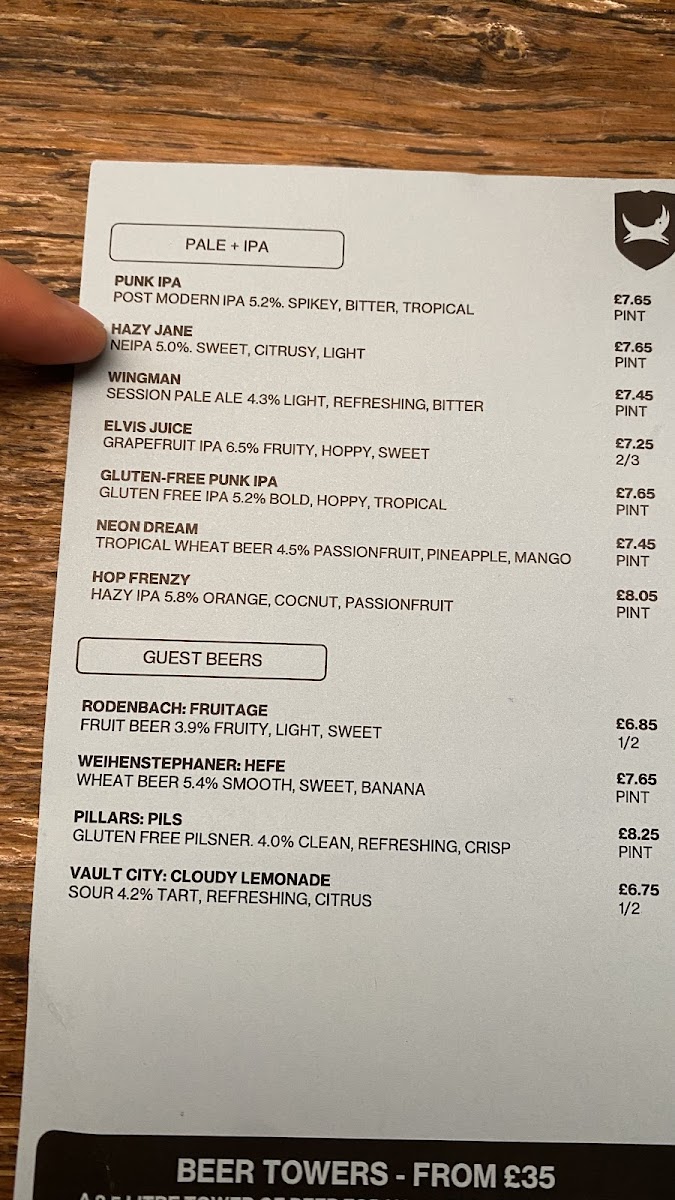 PALE + IPA
PUNK IPA
POST MODERN IPA 5.2%. SPIKEY, BITTER, TROPICAL
£7.65
PINT
HAZY JANE
NEIPA 5.0%. SWEET, CITRUSY, LIGHT
£7.65
PINT
WINGMAN
SESSION PALE ALE 4.3% LIGHT, REFRESHING, BITTER
£7.45
PINT
ELVIS JUICE
GRAPEFRUIT IPA 6.5% FRUITY, HOPPY, SWEET
£7.25
2/3
GLUTEN-FREE PUNK IPA
GLUTEN FREE IPA 5.2% BOLD, HOPPY, TROPICAL
£7.65
PINT
NEON DREAM
TROPICAL WHEAT BEER 4.5% PASSIONFRUIT, PINEAPPLE, MANGO
£7.45
PINT
HOP FRENZY
HAZY IPA 5.8% ORANGE, COCNUT, PASSIONFRUIT
£8.05
PINT
GUEST BEERS
RODENBACH: FRUITAGE
FRUIT BEER 3.9% FRUITY, LIGHT, SWEET
£6.85
1/2
WEIHENSTEPHANER: HEFE
WHEAT BEER 5.4% SMOOTH, SWEET, BANANA
£7.65
PINT
PILLARS: PILS
GLUTEN FREE PILSNER. 4.0% CLEAN, REFRESHING, CRISP
£8.25
PINT
VAULT CITY: CLOUDY LEMONADE
SOUR 4.2% TART, REFRESHING, CITRUS
£6.75
1/2
BEER TOWERS - FROM £35